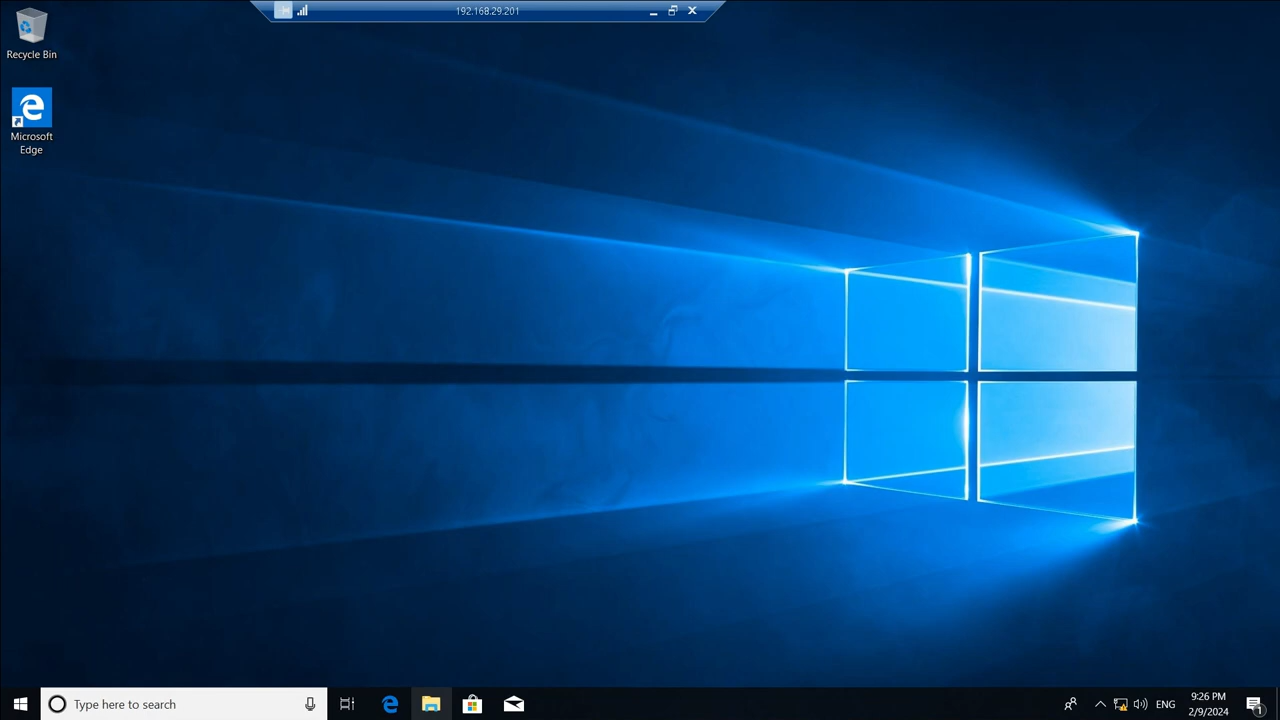 192.168.29.201
Recycle Bin
Microsoft
Edge
Type here to search
ENG
9:26 PM
2/9/2024
1